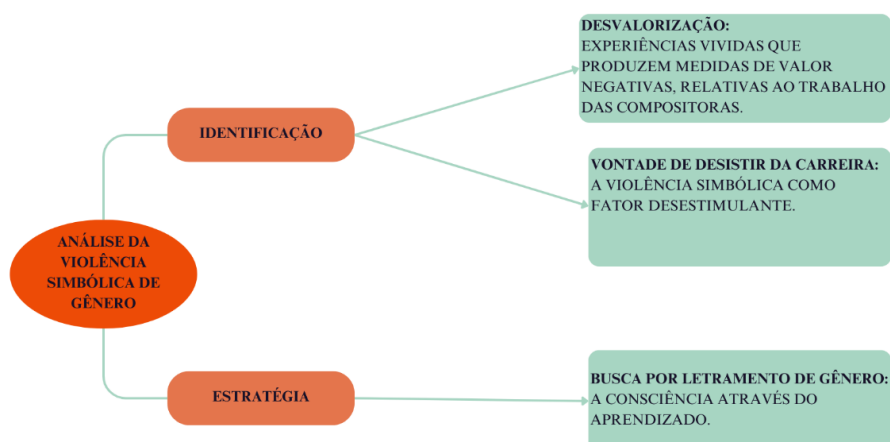 DESVALORIZAÇÃO:
EXPERIÊNCIAS VIVIDAS QUE
PRODUZEM MEDIDAS DE VALOR
NEGATIVAS, RELATIVAS AO TRABALHO
DAS COMPOSITORAS.
IDENTIFICAÇÃO
VONTADE DE DESISTIR DA CARREIRA:
A VIOLÊNCIA SIMBÓLICA COMO
FATOR DESESTIMULANTE.
ANÁLISE DA
VIOLÊNCIA
SIMBÓLICA DE
GÊNERO
ESTRATÉGIA
BUSCA POR LETRAMENTO DE GÊNERO:
A CONSCIÊNCIA ATRAVÉS DO
APRENDIZADO.